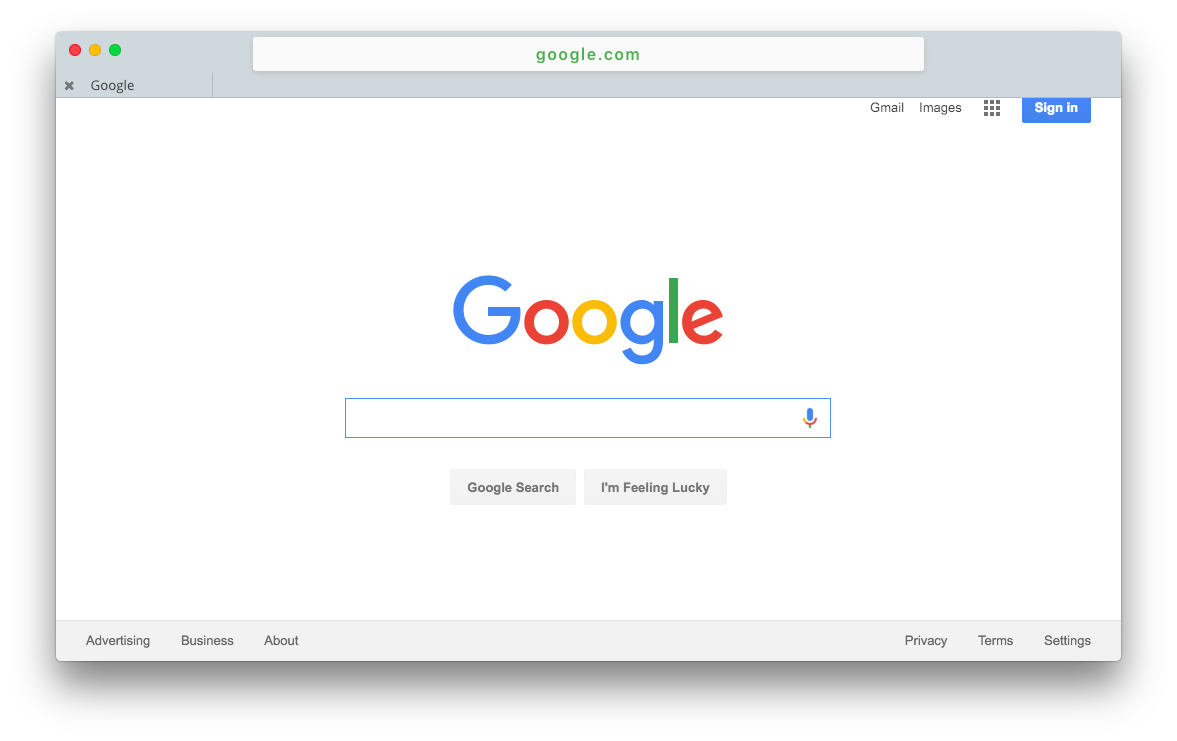 google.com
Google
Gmail Images Sign in
Google
Google Search I'm Feeling Lucky
Advertising Business About Privacy Terms Settings